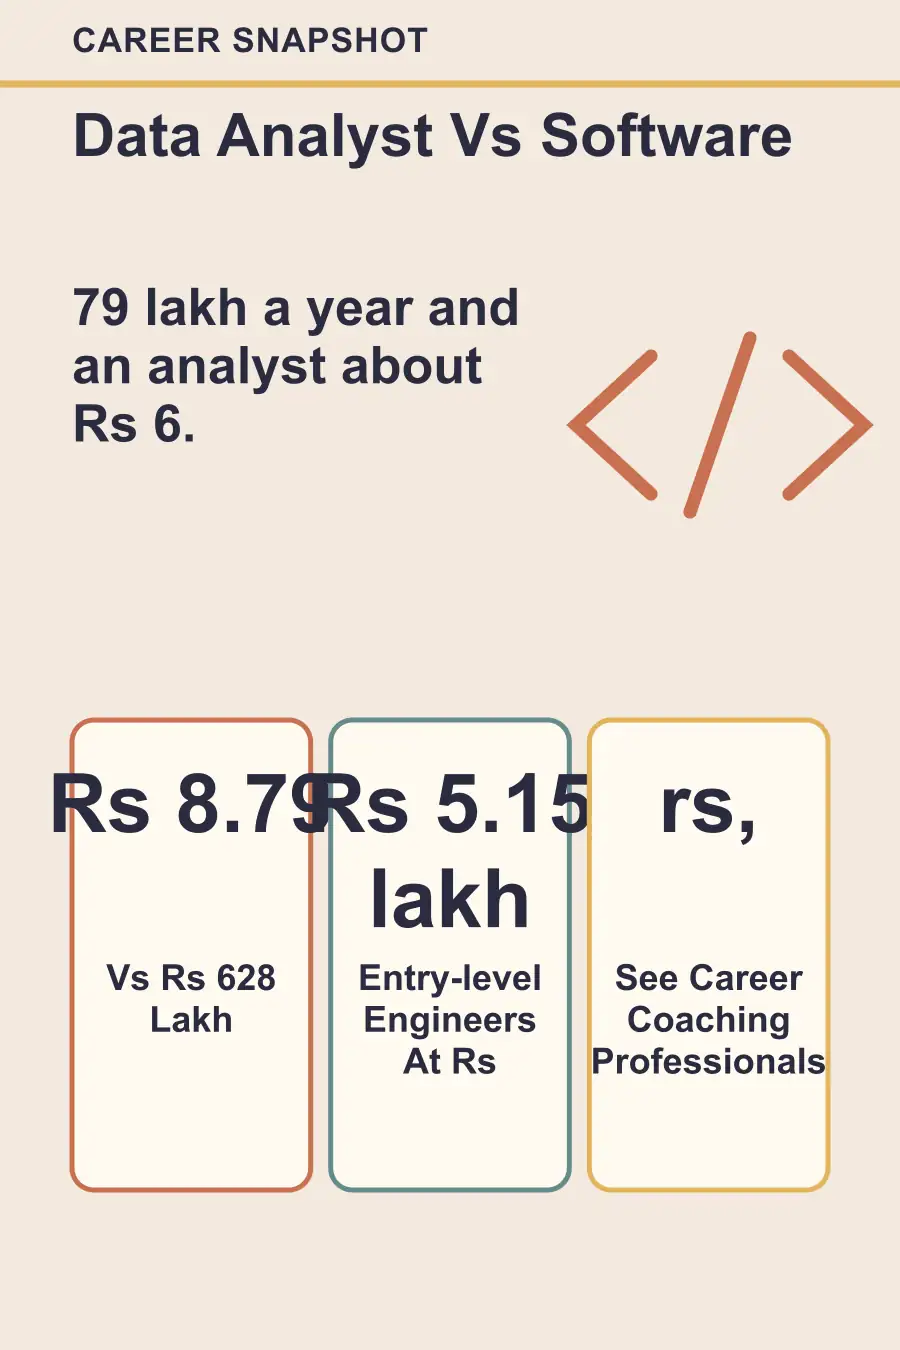 CAREER SNAPSHOT
Data Analyst Vs Software
79 lakh a year and
an analyst about
Rs 6.
Rs 8.79
Vs Rs 628
Lakh
Rs 5.15
lakh
Entry-level
Engineers
At Rs
rs,
See Career
Coaching
Professionals